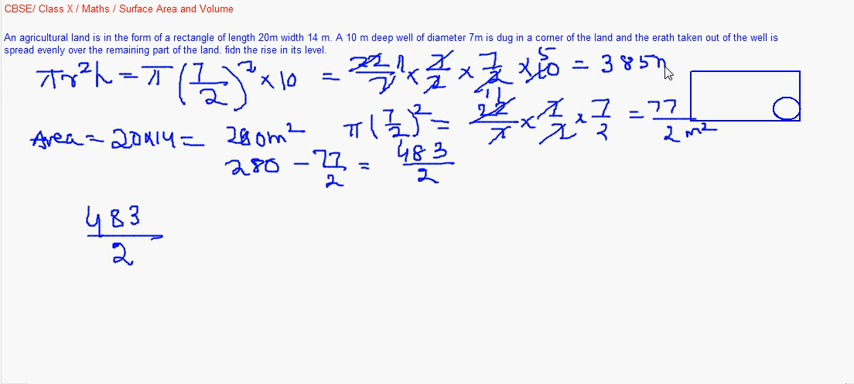 CBSE/ Class X / Maths / Surface Area and Volume
An agricultural land is in the form of a rectangle of length 20m width 14 m. A 10 m deep well of diameter 7m is dug in a corner of the land and the erath taken out of the well is
spread evenly over the remaining part of the land. fidn the rise in its level.
πr²h = π(7/2)² × 10 = 22/7 × 7/2 × 7/2 × 10 = 385
11 5
Area = 20×14 = 280m² π(7/2)² = 22/7 × 7/2 × 7/2 = 77/2 m²
11
280 − 77/2 = 483/2
483/2